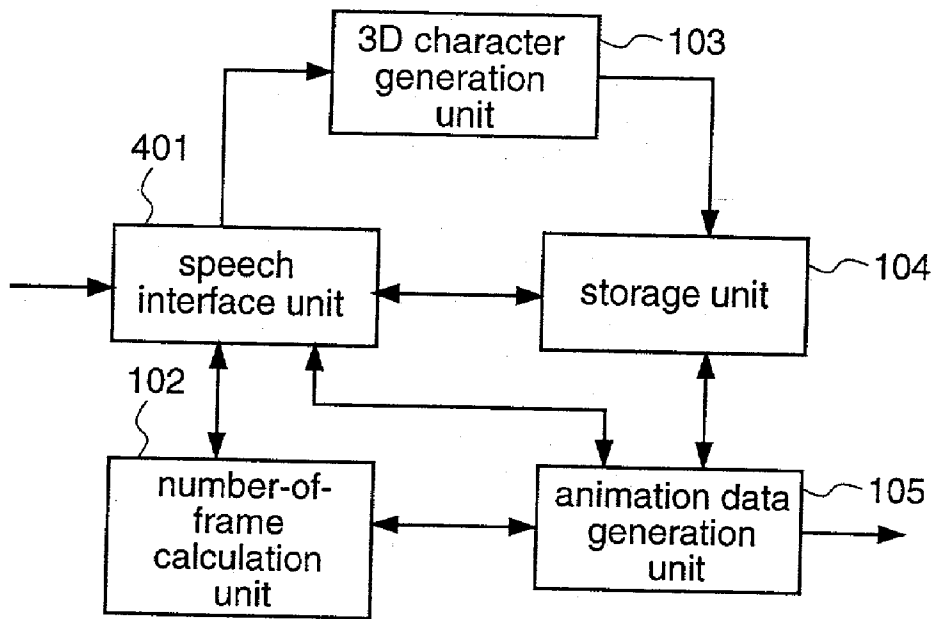 3D character
generation
unit
103
401
speech
interface unit
storage unit
104
102
number-of-
frame
calculation
unit
animation data
generation
unit
105